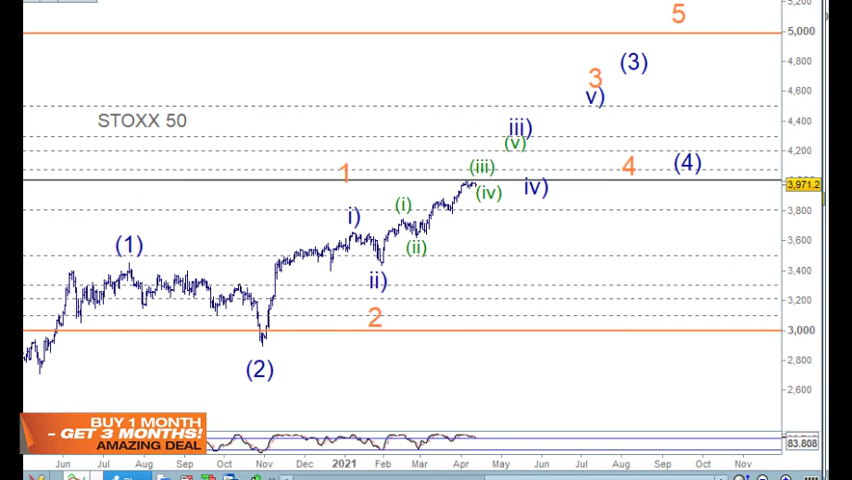 5,200
5
5,000
(3)
4,800
3
v)
4,600
4,400
STOXX 50
iii)
(v)
4,200
1
(iii)
4
(4)
3,971.2
iv)
(iv)
(i)
i)
3,800
(1)
(ii)
3,600
3,400
ii)
3,200
2
3,000
(2)
2,800
2,600
BUY 1 MONTH
- GET 3 MONTHS!
AMAZING DEAL
83.808
Jun Jul Aug Sep Oct Nov Dec 2021 Feb Mar Apr May Jun Jul Aug Sep Oct Nov